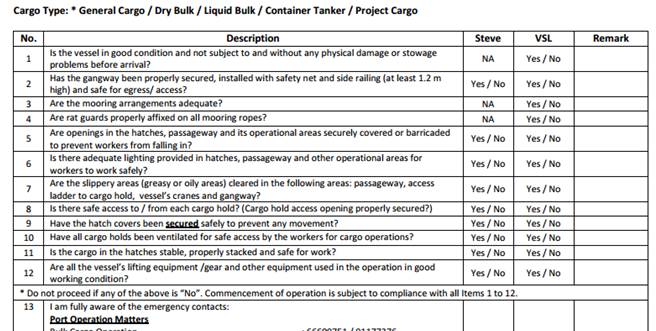 Cargo Type: * General Cargo / Dry Bulk / Liquid Bulk / Container Tanker / Project Cargo
No. Description Steve VSL Remark
1 Is the vessel in good condition and not subject to and without any physical damage or stowage problems before arrival? NA Yes / No
2 Has the gangway been properly secured, installed with safety net and side railing (at least 1.2 m high) and safe for egress/ access? Yes / No Yes / No
3 Are the mooring arrangements adequate? NA Yes / No
4 Are rat guards properly affixed on all mooring ropes? NA Yes / No
5 Are openings in the hatches, passageway and its operational areas securely covered or barricaded to prevent workers from falling in? Yes / No Yes / No
6 Is there adequate lighting provided in hatches, passageway and other operational areas for workers to work safely? Yes / No Yes / No
7 Are the slippery areas (greasy or oily areas) cleared in the following areas: passageway, access ladder to cargo hold, vessel's cranes and gangway? Yes / No Yes / No
8 Is there safe access to / from each cargo hold? (Cargo hold access opening properly secured?) Yes / No Yes / No
9 Have the hatch covers been secured safely to prevent any movement? Yes / No Yes / No
10 Have all cargo holds been ventilated for safe access by the workers for cargo operations? Yes / No Yes / No
11 Is the cargo in the hatches stable, properly stacked and safe for work? Yes / No Yes / No
12 Are all the vessel's lifting equipment /gear and other equipment used in the operation in good working condition? Yes / No Yes / No
* Do not proceed if any of the above is "No". Commencement of operation is subject to compliance with all Items 1 to 12.
13 I am fully aware of the emergency contacts:
Port Operation Matters